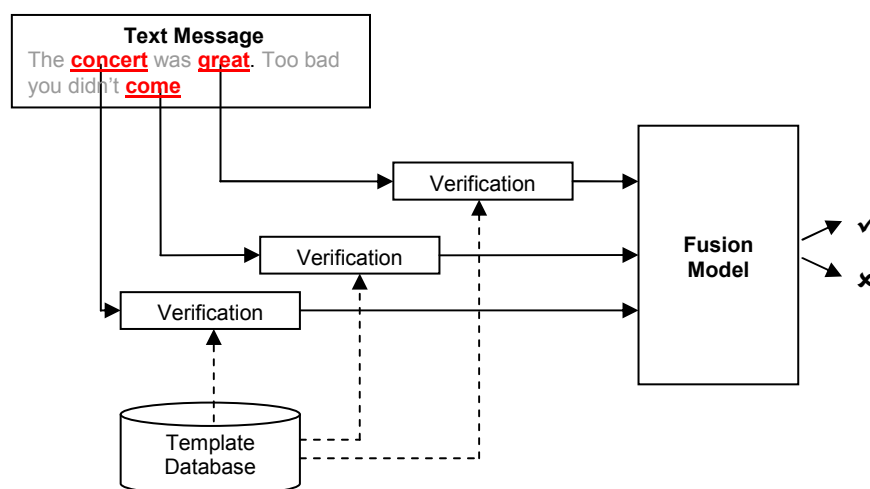 Text Message
The concert was great. Too bad
you didn't come
Verification
Verification
Verification
Fusion
Model
✓
✘
Template
Database